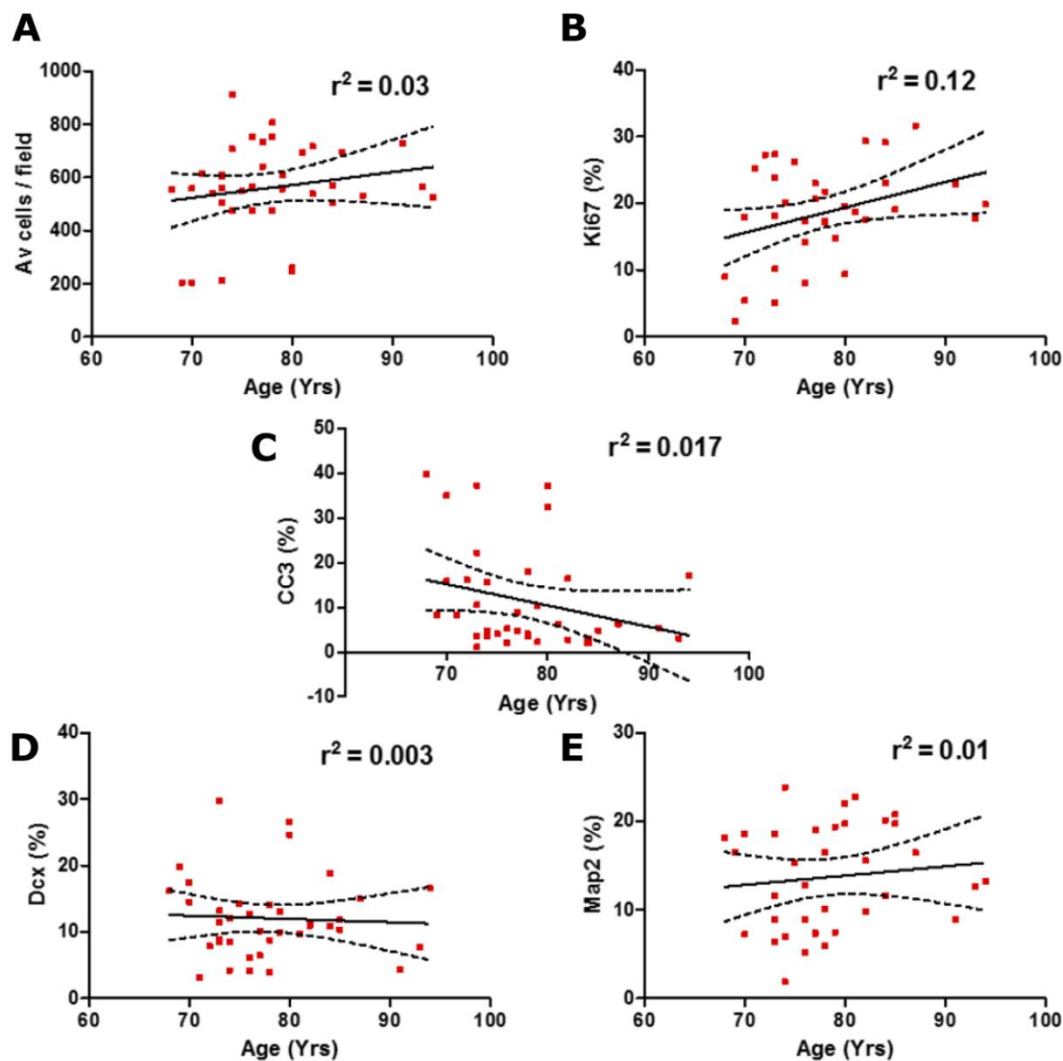 A
r² = 0.03
Av cells / field
1000
800
600
400
200
0
60 70 80 90 100
Age (Yrs)
B
r² = 0.12
Ki67 (%)
40
30
20
10
0
60 70 80 90 100
Age (Yrs)
C
r² = 0.017
CC3 (%)
50
40
30
20
10
0
-10
70 80 90 100
Age (Yrs)
D
r² = 0.003
Dcx (%)
40
30
20
10
0
60 70 80 90 100
Age (Yrs)
E
r² = 0.01
Map2 (%)
30
20
10
0
60 70 80 90 100
Age (Yrs)